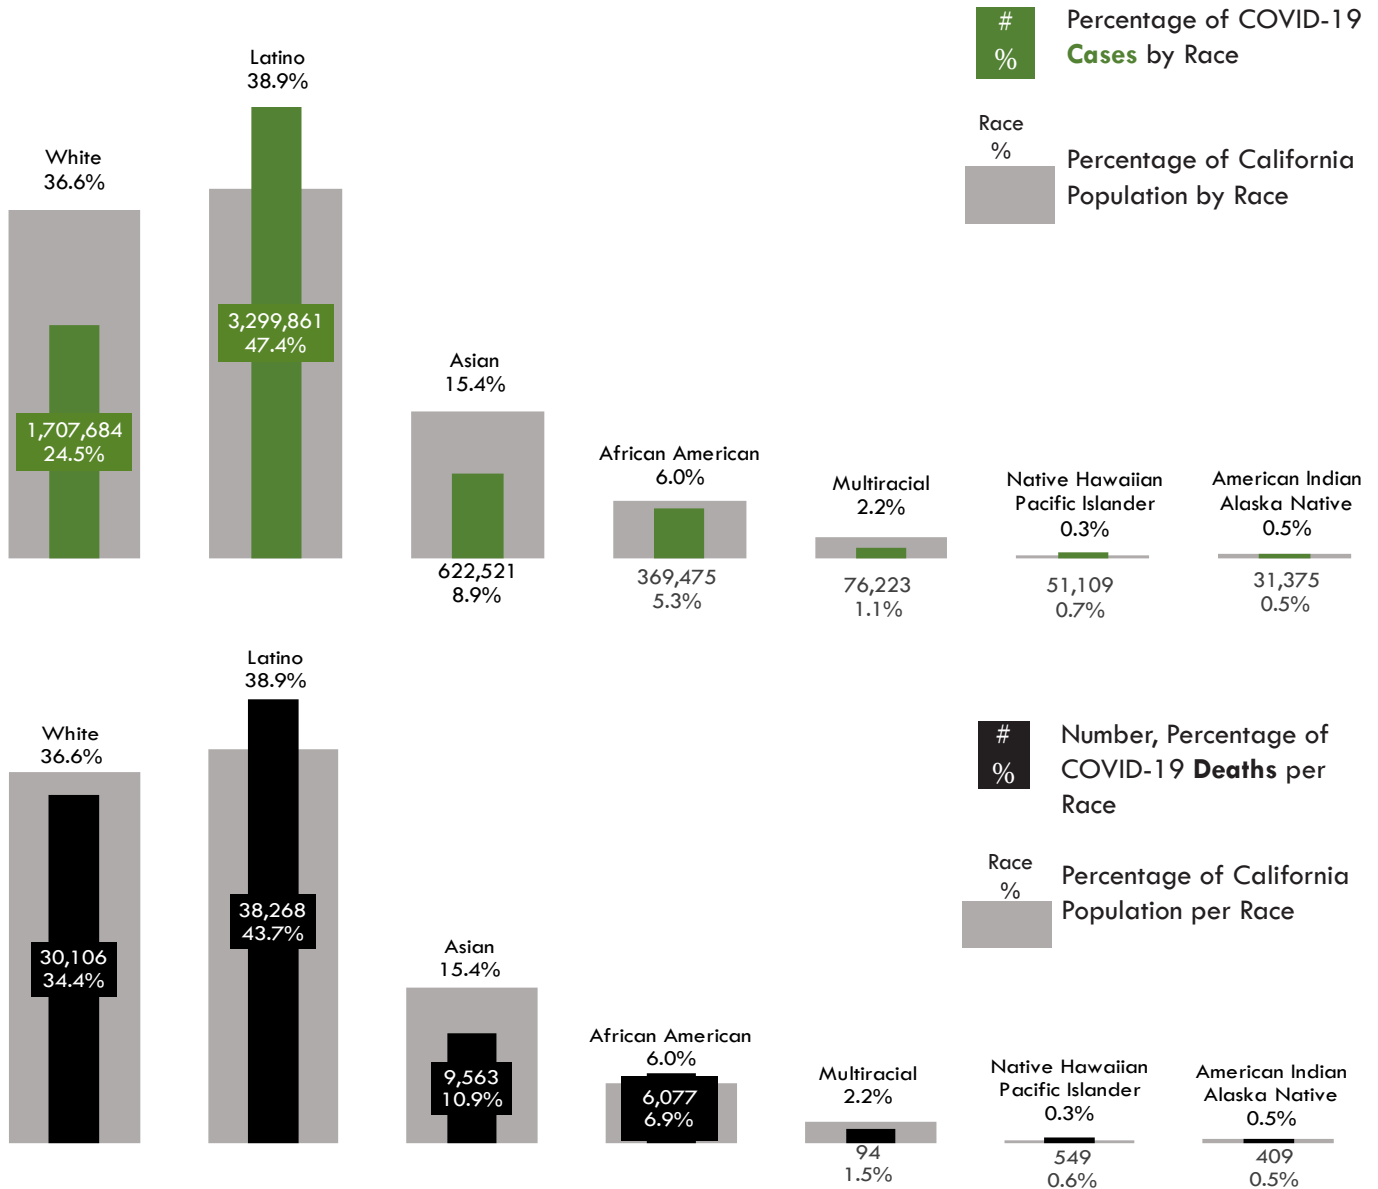 #
%
Percentage of COVID-19
Cases by Race
Race
%
Percentage of California
Population by Race
White
36.6%
1,707,684
24.5%
Latino
38.9%
3,299,861
47.4%
Asian
15.4%
622,521
8.9%
African American
6.0%
369,475
5.3%
Multiracial
2.2%
76,223
1.1%
Native Hawaiian
Pacific Islander
0.3%
51,109
0.7%
American Indian
Alaska Native
0.5%
31,375
0.5%
#
%
Number, Percentage of
COVID-19 Deaths per
Race
Race
%
Percentage of California
Population per Race
White
36.6%
30,106
34.4%
Latino
38.9%
38,268
43.7%
Asian
15.4%
9,563
10.9%
African American
6.0%
6,077
6.9%
Multiracial
2.2%
94
1.5%
Native Hawaiian
Pacific Islander
0.3%
549
0.6%
American Indian
Alaska Native
0.5%
409
0.5%